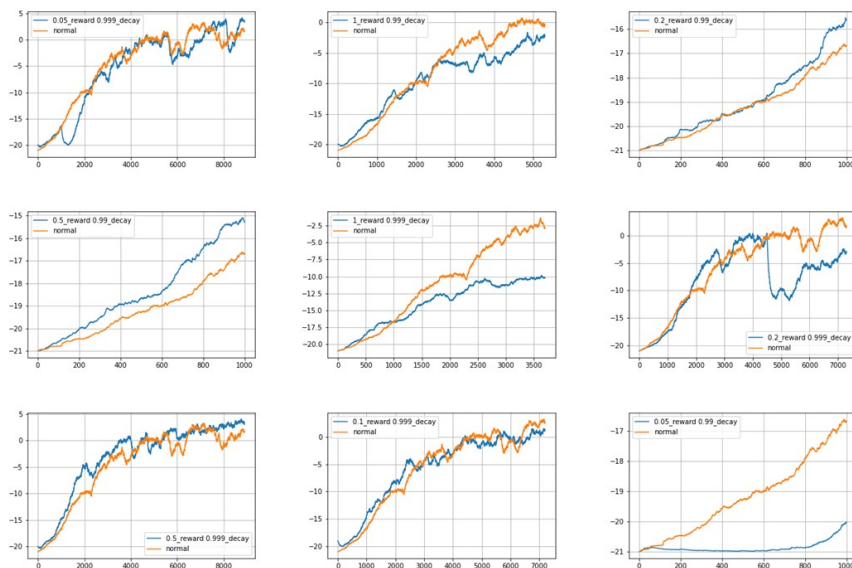 5
0
−5
−10
−15
−20
0 2000 4000 6000 8000
0.05_reward 0.999_decay
normal
0
−5
−10
−15
−20
0 1000 2000 3000 4000 5000
1_reward 0.99_decay
normal
−16
−17
−18
−19
−20
−21
0 200 400 600 800 1000
0.2_reward 0.99_decay
normal
−15
−16
−17
−18
−19
−20
−21
0 200 400 600 800 1000
0.5_reward 0.99_decay
normal
−2.5
−5.0
−7.5
−10.0
−12.5
−15.0
−17.5
−20.0
0 500 1000 1500 2000 2500 3000 3500
1_reward 0.999_decay
normal
0
−5
−10
−15
−20
0 1000 2000 3000 4000 5000 6000 7000
0.2_reward 0.999_decay
normal
5
0
−5
−10
−15
−20
0 2000 4000 6000 8000
0.5_reward 0.999_decay
normal
0
−5
−10
−15
−20
0 1000 2000 3000 4000 5000 6000 7000
0.1_reward 0.999_decay
normal
−17
−18
−19
−20
−21
0 200 400 600 800 1000
0.05_reward 0.99_decay
normal